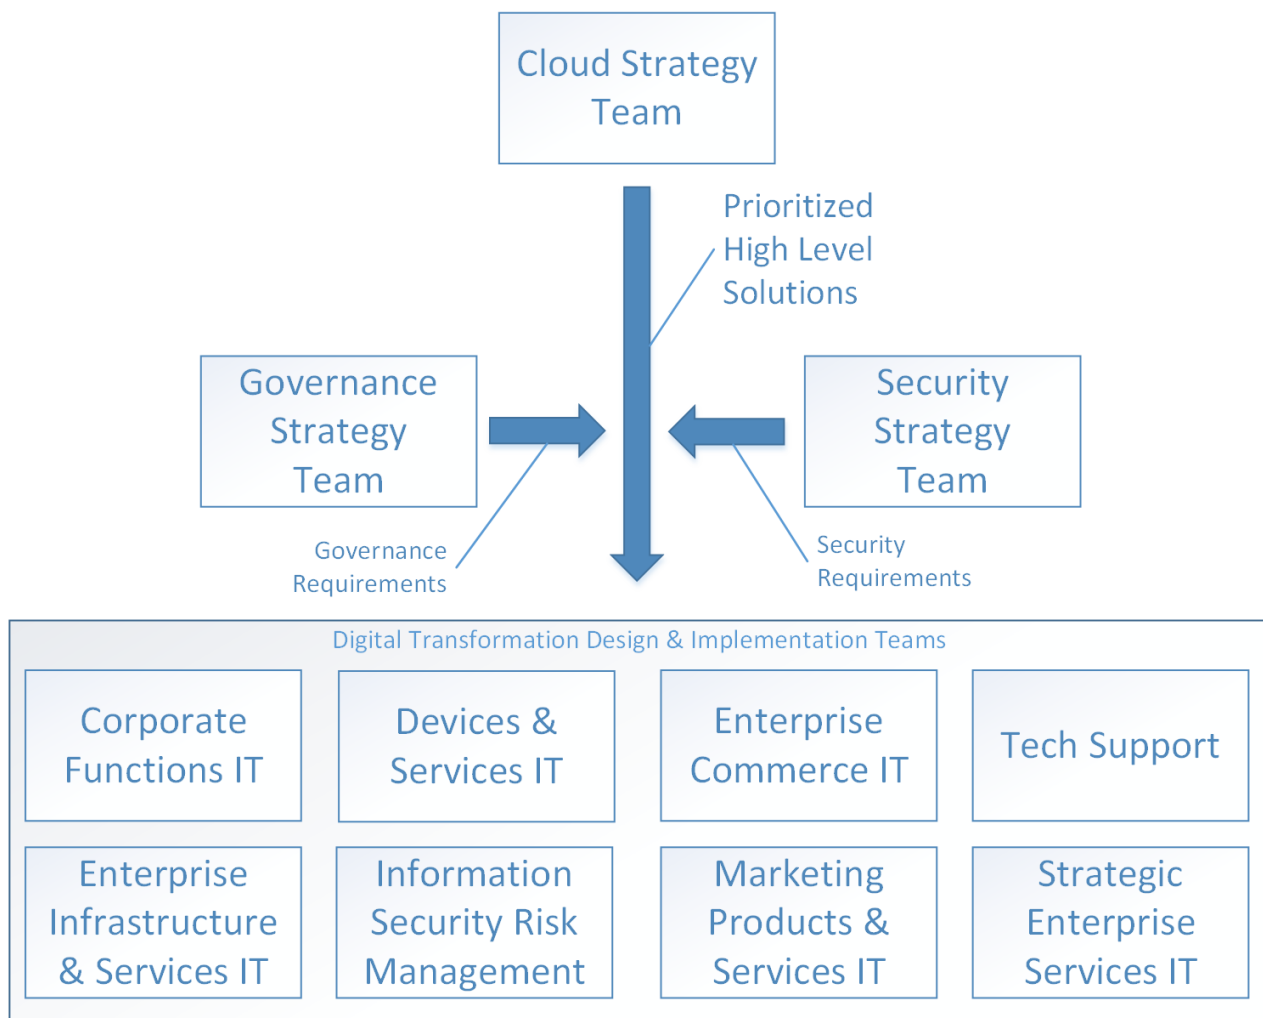 Cloud Strategy
Team
Prioritized
High Level
Solutions
Governance
Strategy
Team
Security
Strategy
Team
Governance
Requirements
Security
Requirements
Digital Transformation Design & Implementation Teams
Corporate
Functions IT
Devices &
Services IT
Enterprise
Commerce IT
Tech Support
Enterprise
Infrastructure
& Services IT
Information
Security Risk
Management
Marketing
Products &
Services IT
Strategic
Enterprise
Services IT